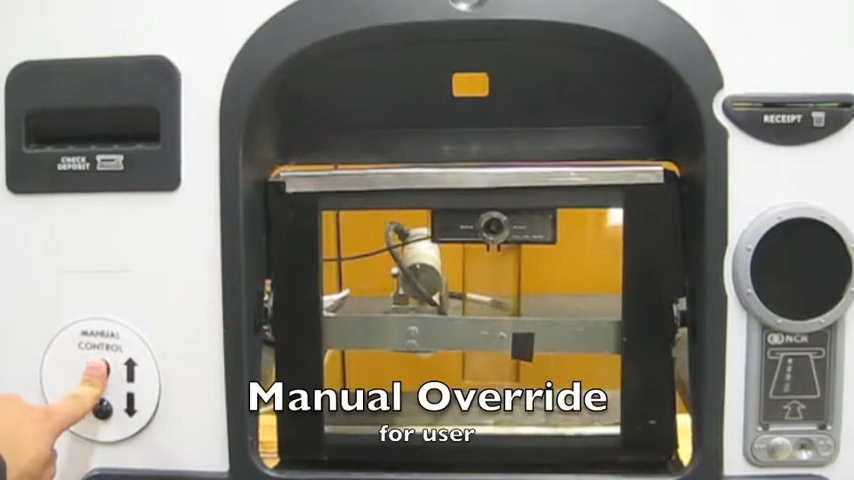 CHECK
DEPOSIT
RECEIPT
MANUAL
CONTROL
NCR
Manual Override
for user